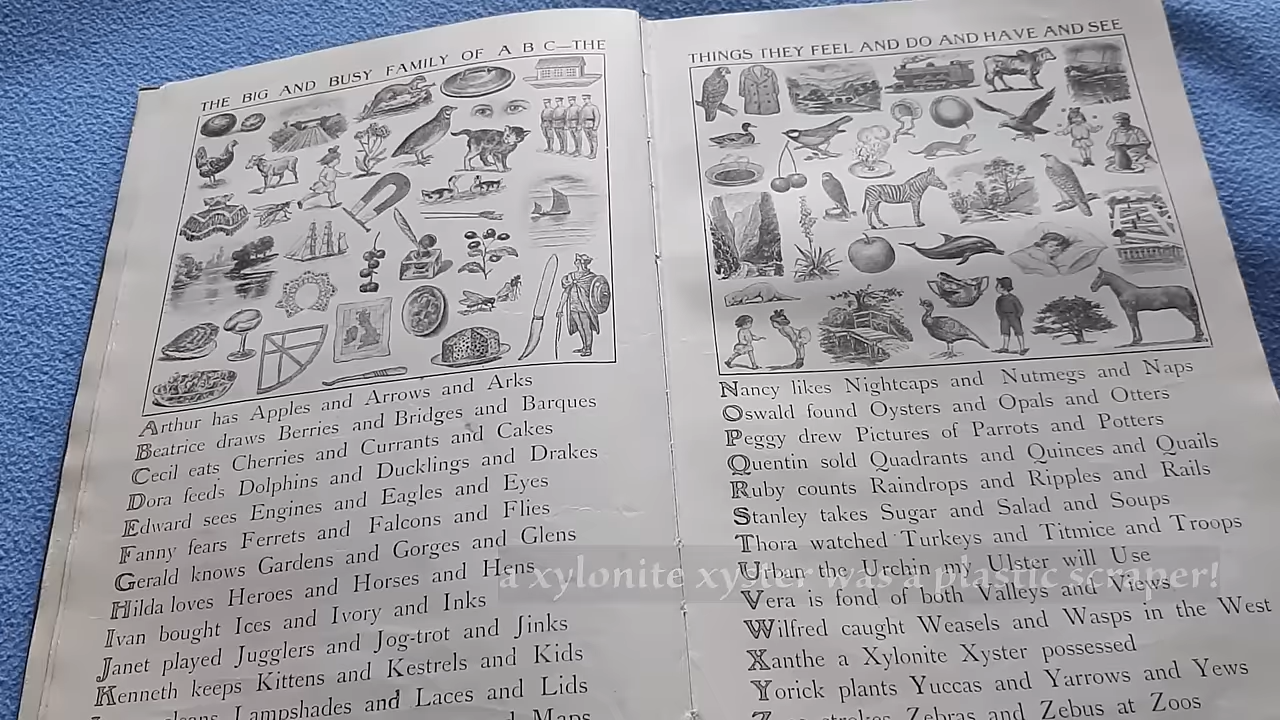 THE BIG AND BUSY FAMILY OF A B C—THE
Arthur has Apples and Arrows and Arks
Beatrice draws Berries and Bridges and Barques
Cecil eats Cherries and Currants and Cakes
Dora feeds Dolphins and Ducklings and Drakes
Edward sees Engines and Eagles and Eyes
Fanny fears Ferrets and Falcons and Flies
Gerald knows Gardens and Gorges and Glens
Hilda loves Heroes and Horses and Hens
Ivan bought Ices and Ivory and Inks
Janet played Jugglers and Jog-trot and Jinks
Kenneth keeps Kittens and Kestrels and Kids
Lampshades and Laces and Lids
and Maps
THINGS THEY FEEL AND DO AND HAVE AND SEE
Nancy likes Nightcaps and Nutmegs and Naps
Oswald found Oysters and Opals and Otters
Peggy drew Pictures of Parrots and Potters
Quentin sold Quadrants and Quinces and Quails
Ruby counts Raindrops and Ripples and Rails
Stanley takes Sugar and Salad and Soups
Thora watched Turkeys and Titmice and Troops
Urban the Urchin my Ulster will Use
a xylonite xyster was a plastic scraper!
Vera is fond of both Valleys and Views
Wilfred caught Weasels and Wasps in the West
Xanthe a Xylonite Xyster possessed
Yorick plants Yuccas and Yarrows and Yews
strokes Zebras and Zebus at Zoos